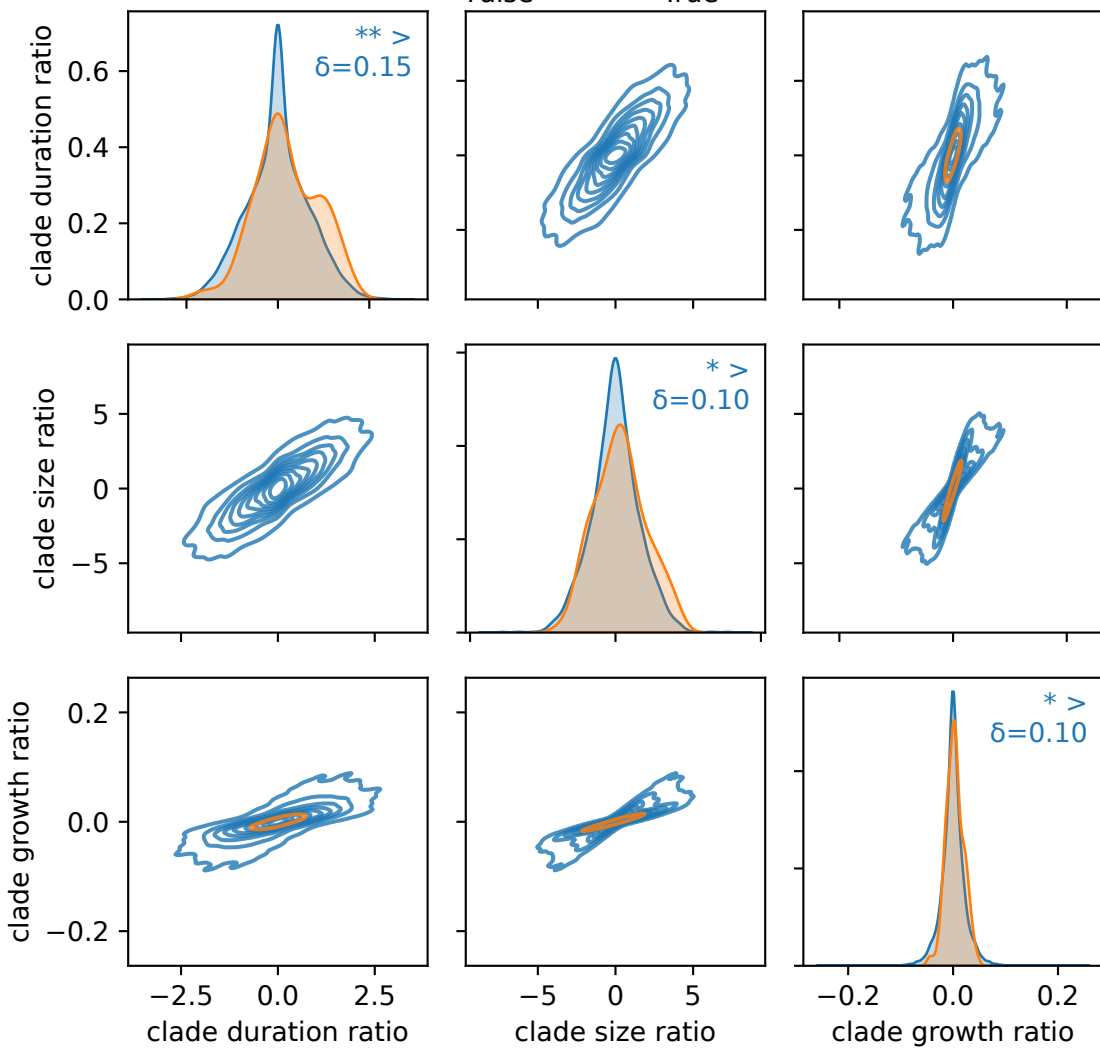 clade duration ratio
0.6
0.4
0.2
0.0
** >
δ=0.15
clade size ratio
5
0
−5
* >
δ=0.10
clade growth ratio
0.2
0.0
−0.2
* >
δ=0.10
−2.5 0.0 2.5
−5 0 5
−0.2 0.0 0.2
clade duration ratio
clade size ratio
clade growth ratio